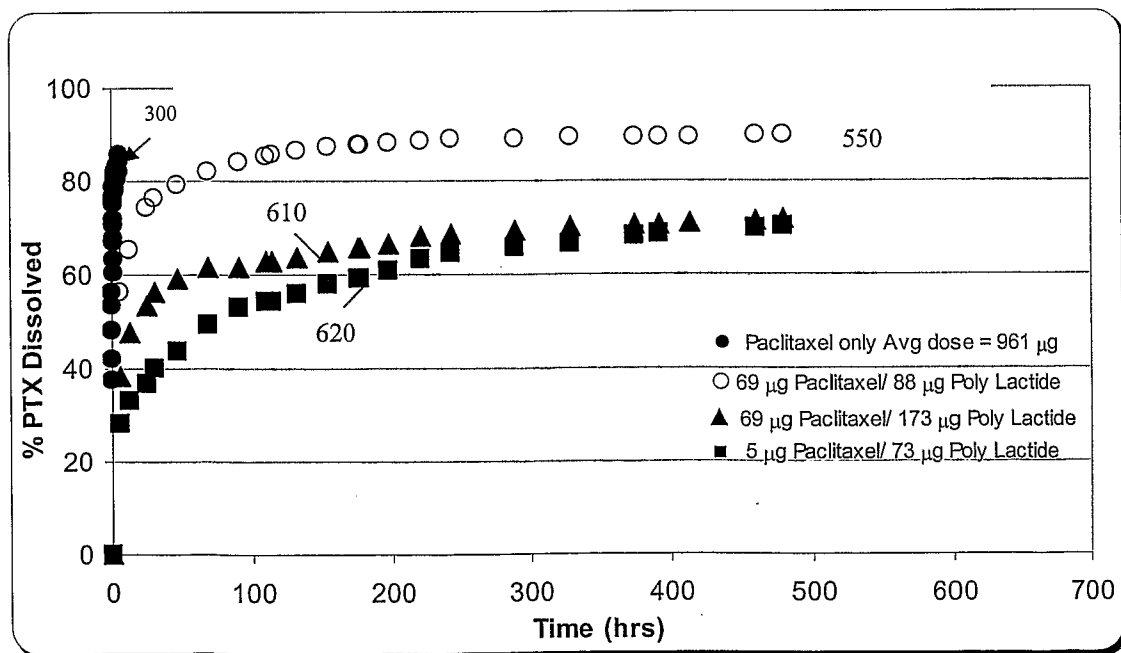 100
300
550
80
610
60
620
40
20
0
% PTX Dissolved
Paclitaxel only Avg dose = 961 μg
69 μg Paclitaxel/ 88 μg Poly Lactide
69 μg Paclitaxel/ 173 μg Poly Lactide
5 μg Paclitaxel/ 73 μg Poly Lactide
0 100 200 300 400 500 600 700
Time (hrs)